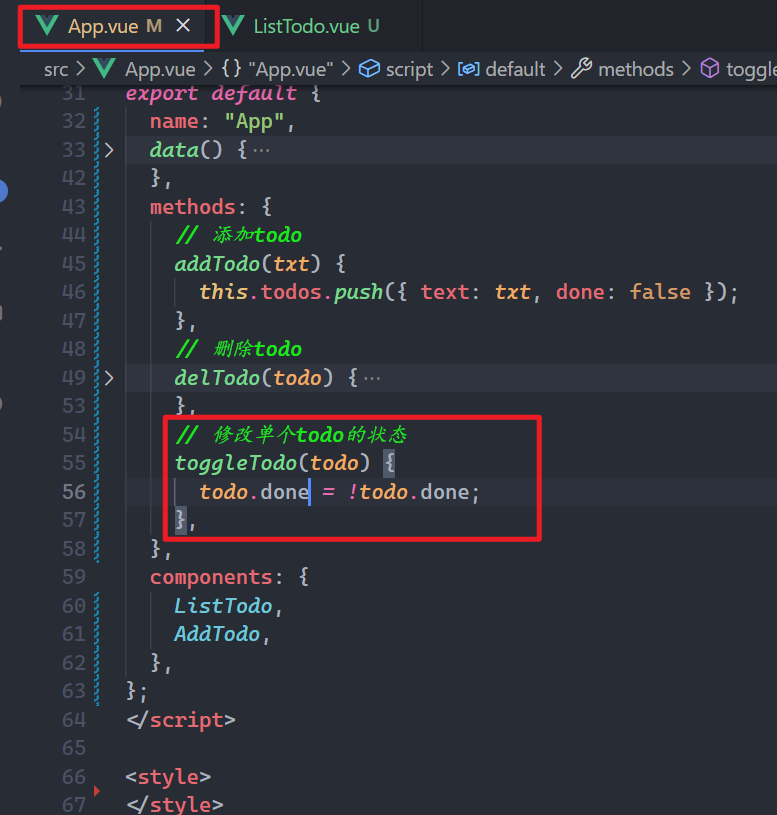 App.vue M × ListTodo.vue U
src > App.vue > {} "App.vue" > script > default > methods > toggle
31 export default {
32 name: "App",
33 data() { ···
42 },
43 methods: {
44 // 添加todo
45 addTodo(txt) {
46 this.todos.push({ text: txt, done: false });
47 },
48 // 删除todo
49 delTodo(todo) { ···
53 },
54 // 修改单个todo的状态
55 toggleTodo(todo) {
56 todo.done = !todo.done;
57 },
58 },
59 components: {
60 ListTodo,
61 AddTodo,
62 },
63 };
64 </script>
65
66 <style>
67 </style>